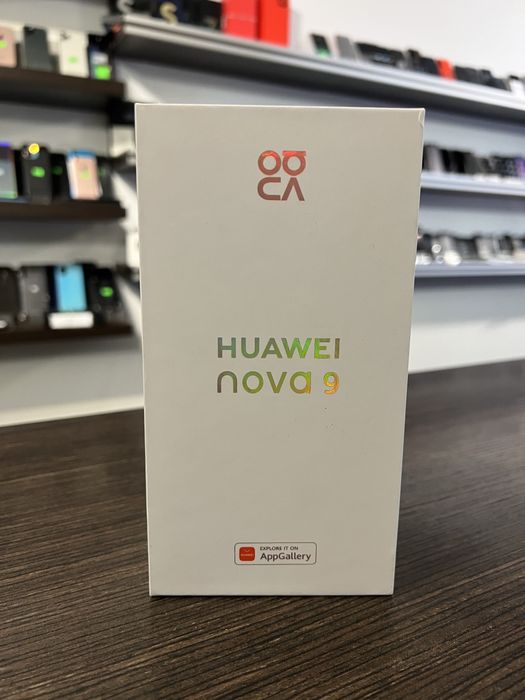 HUAWEI
nova 9
EXPLORE IT ON
AppGallery